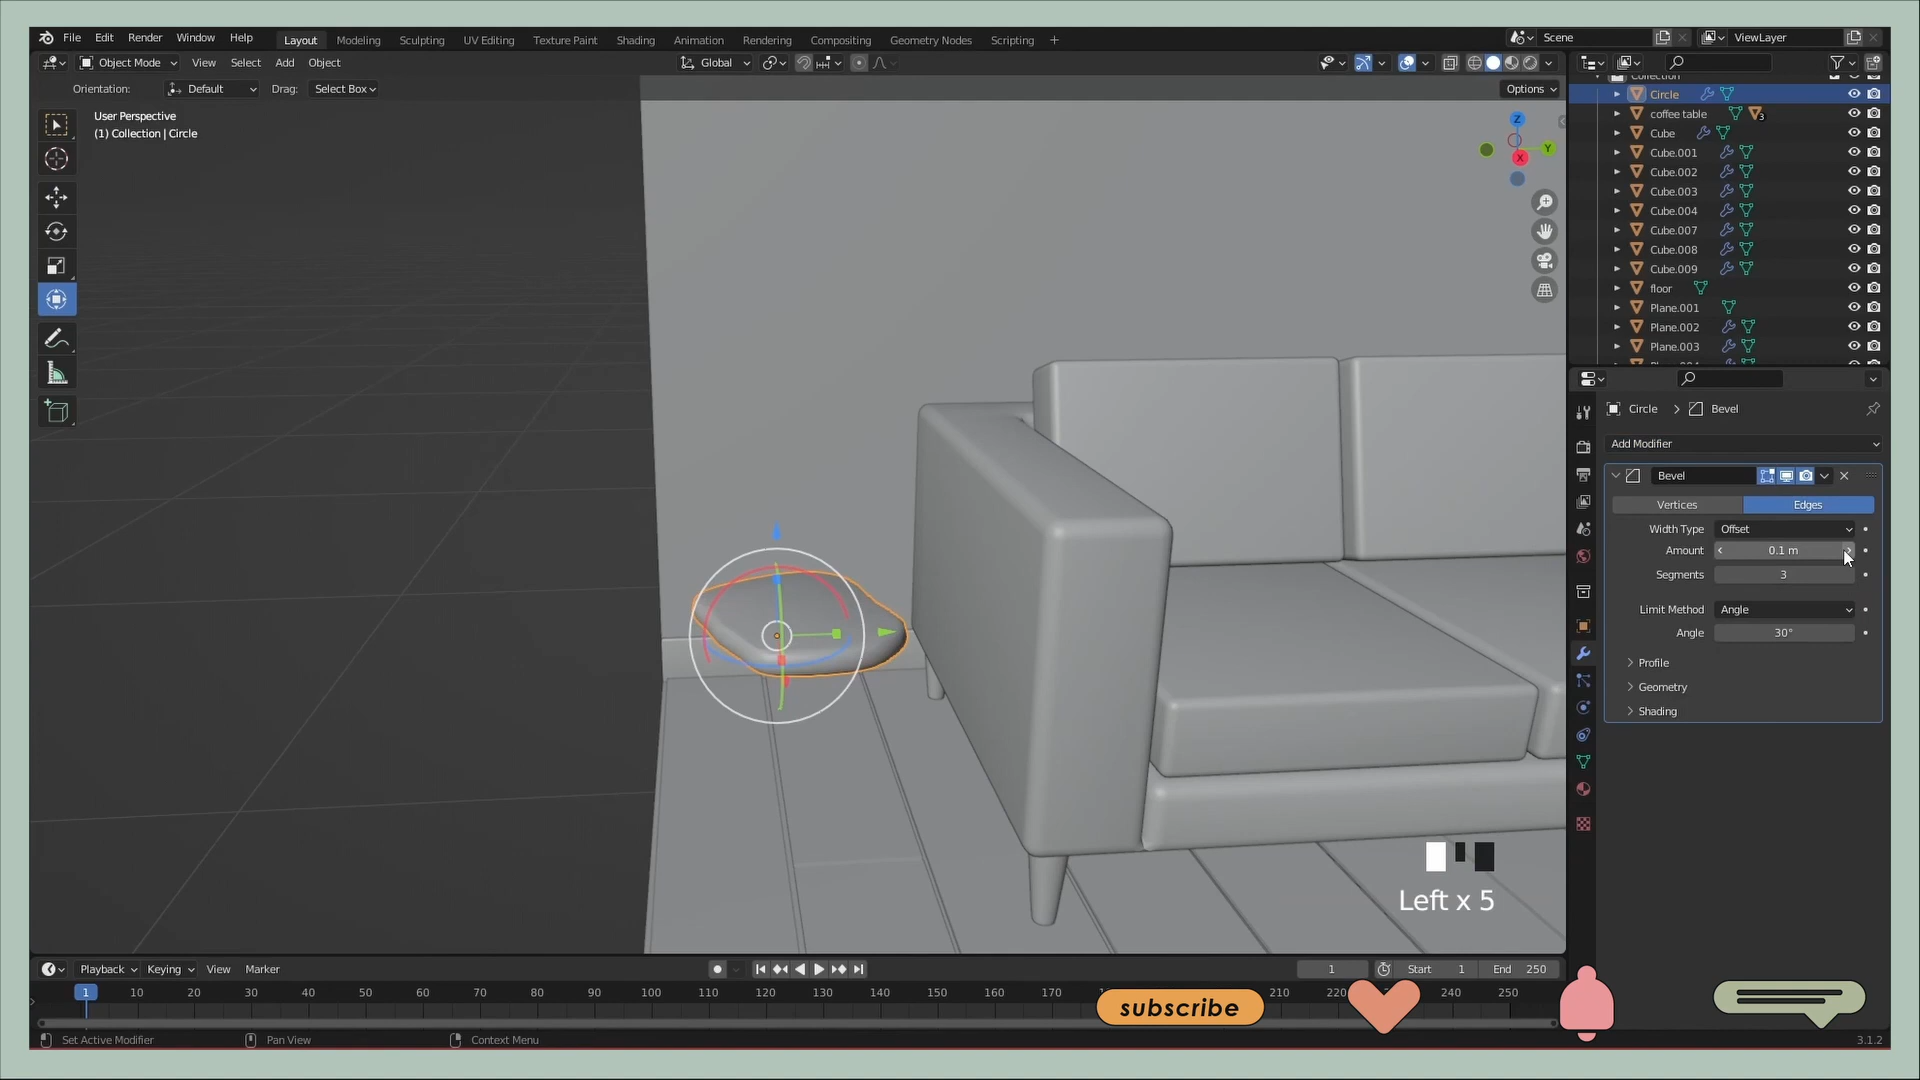 File Edit Render Window Help Layout Modeling Sculpting UV Editing Texture Paint Shading Animation Rendering Compositing Geometry Nodes Scripting + Scene ViewLayer
Object Mode View Select Add Object Global
Orientation: Default Drag: Select Box Options
User Perspective
(1) Collection | Circle
Z
Y
X
Collection
Circle
coffee table 3
Cube
Cube.001
Cube.002
Cube.003
Cube.004
Cube.007
Cube.008
Cube.009
floor
Plane.001
Plane.002
Plane.003
Circle > Bevel
Add Modifier
Bevel
Vertices Edges
Width Type Offset
Amount 0.1 m
Segments 3
Limit Method Angle
Angle 30°
Profile
Geometry
Shading
Left x 5
Playback Keying View Marker 1 Start 1 End 250
1 10 20 30 40 50 60 70 80 90 100 110 120 130 140 150 160 170 210 220 240 250
subscribe
Set Active Modifier Pan View Context Menu 3.1.2